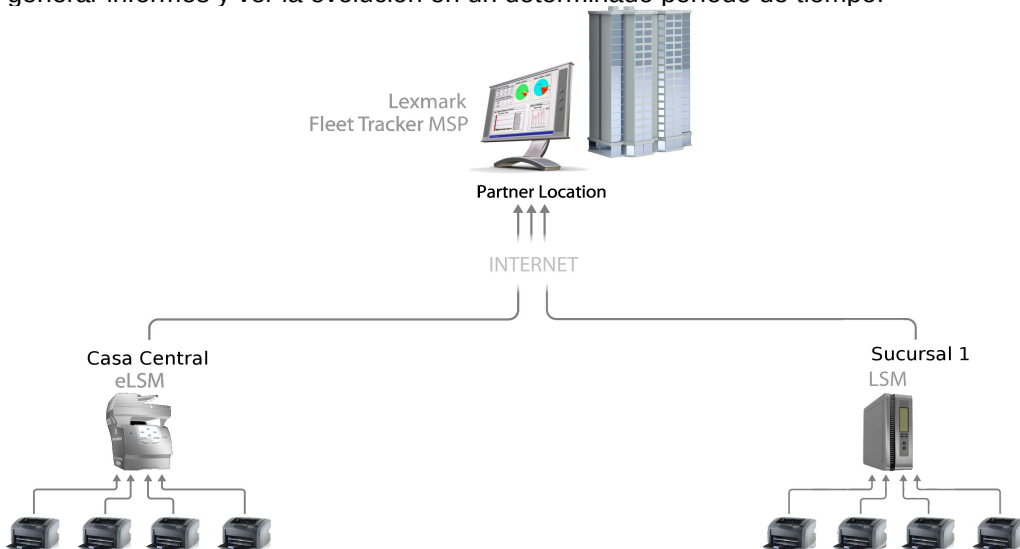 generar informes y ver la evolución en un determinado período de tiempo.
Lexmark
Fleet Tracker MSP
Partner Location
INTERNET
Casa Central
eLSM
Sucursal 1
LSM